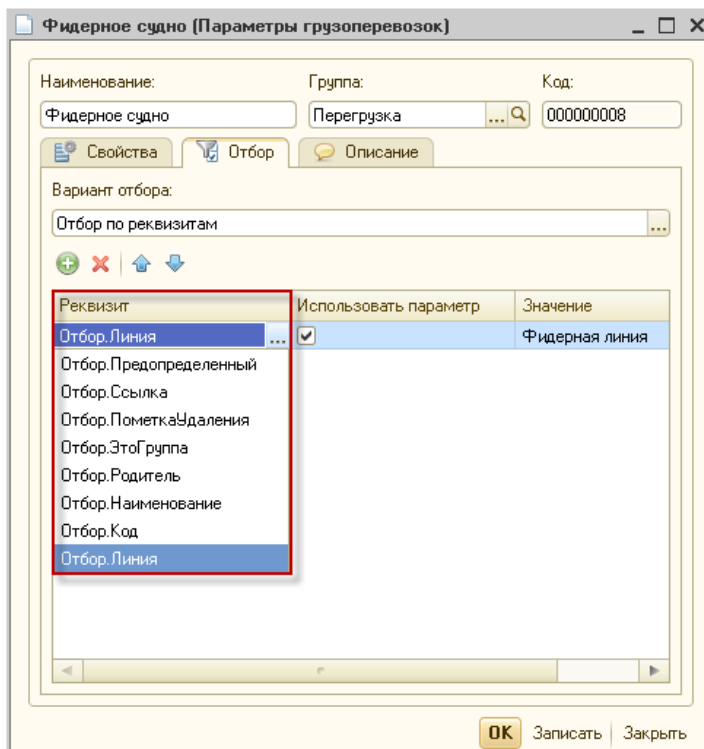 Фидерное судно (Параметры грузоперевозок)
Наименование: Группа: Код:
Фидерное судно Перегрузка ... 000000008
Свойства Отбор Описание
Вариант отбора:
Отбор по реквизитам ...
Реквизит Использовать параметр Значение
Отбор.Линия ... Фидерная линия
Отбор.Предопределенный
Отбор.Ссылка
Отбор.ПометкаУдаления
Отбор.ЭтоГруппа
Отбор.Родитель
Отбор.Наименование
Отбор.Код
Отбор.Линия
OK Записать Закрыть